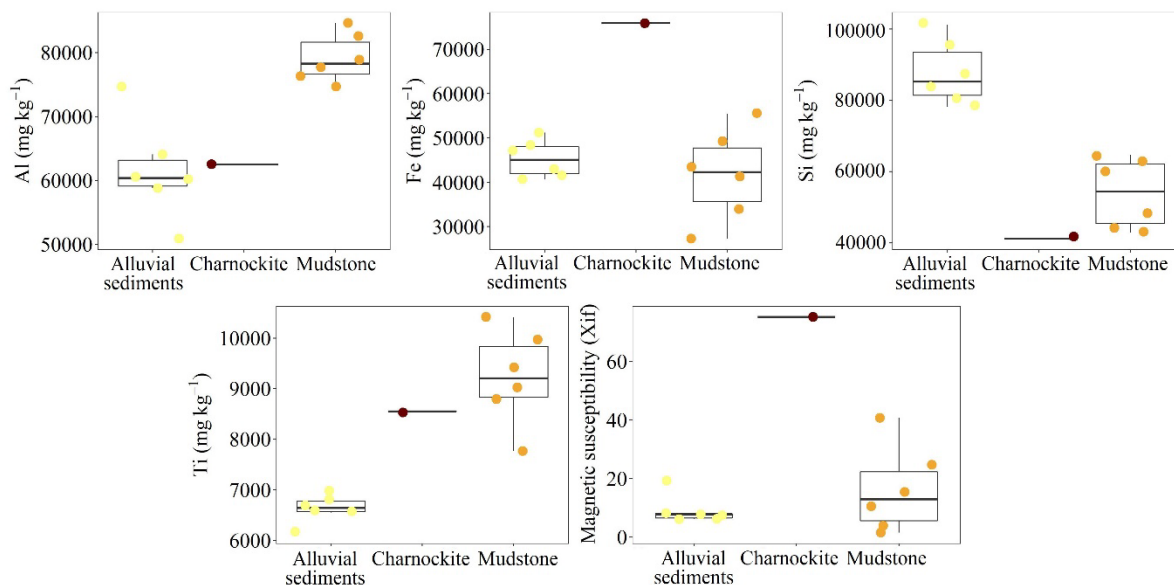 Al (mg kg⁻¹)
80000
70000
60000
50000
Alluvial sediments
Charnockite
Mudstone
Fe (mg kg⁻¹)
70000
60000
50000
40000
30000
Alluvial sediments
Charnockite
Mudstone
Si (mg kg⁻¹)
100000
80000
60000
40000
Alluvial sediments
Charnockite
Mudstone
Ti (mg kg⁻¹)
10000
9000
8000
7000
6000
Alluvial sediments
Charnockite
Mudstone
Magnetic susceptibility (Xif)
60
40
20
0
Alluvial sediments
Charnockite
Mudstone